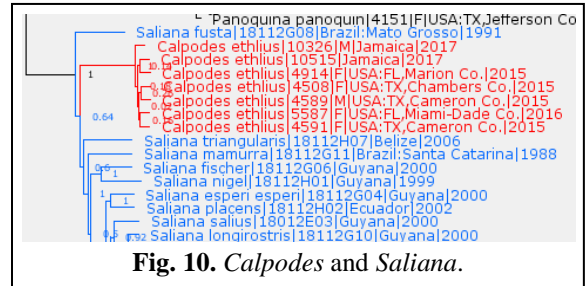 Panoquina panoquin|4151|F|USA:TX,Jefferson Co
Saliana fusta|18112G08|Brazil:Mato Grosso|1991
Calpodes ethlius|10326|M|Jamaica|2017
Calpodes ethlius|10515|Jamaica|2017
Calpodes ethlius|4914|F|USA:FL,Marion Co.|2015
Calpodes ethlius|4508|F|USA:TX,Chambers Co.|2015
Calpodes ethlius|4589|M|USA:TX,Cameron Co.|2015
Calpodes ethlius|5587|F|USA:FL,Miami-Dade Co.|2016
Calpodes ethlius|4591|F|USA:TX,Cameron Co.|2015
1
0.64
Saliana triangularis|18112H07|Belize|2006
Saliana mamurra|18112G11|Brazil:Santa Catarina|1988
Saliana fischer|18112G06|Guyana|2000
0.6
1
Saliana nigel|18112H01|Guyana|1999
Saliana esperi esperi|18112G04|Guyana|2000
1
1
Saliana placens|18112H02|Ecuador|2002
Saliana salius|18012E03|Guyana|2000
0.92
Saliana longirostris|18112G10|Guyana|2000
Fig. 10. Calpodes and Saliana.